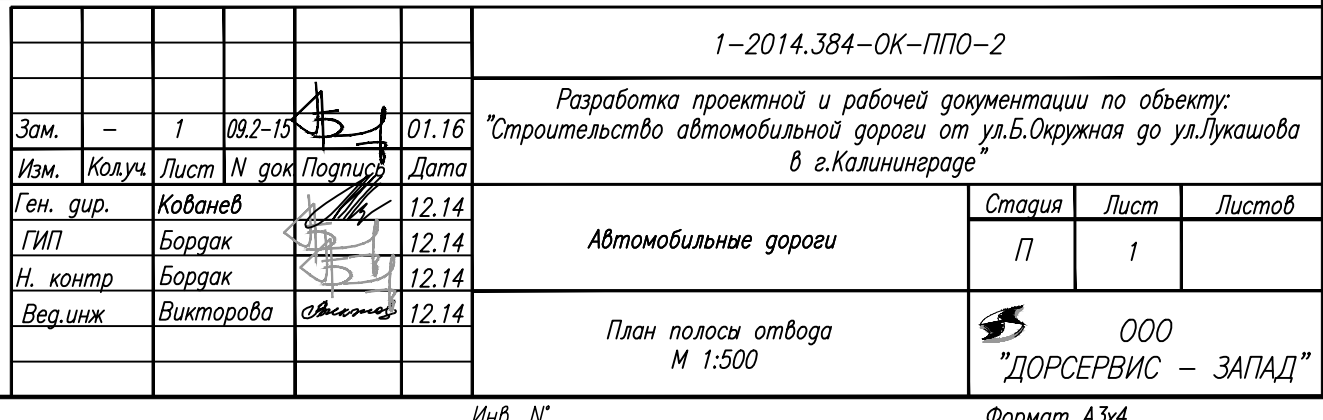 1-2014.384-ОК-ППО-2
Разработка проектной и рабочей документации по объекту:
"Строительство автомобильной дороги от ул.Б.Окружная до ул.Лукашова
в г.Калининграде"
Зам. – 1 09.2-15 01.16
Изм. Кол.уч. Лист N док Подпись Дата
Ген. дир. Кованев 12.14
ГИП Бордак 12.14
Н. контр Бордак 12.14
Вед.инж Викторова 12.14
Автомобильные дороги
Стадия Лист Листов
П 1
План полосы отвода
М 1:500
ООО
"ДОРСЕРВИС – ЗАПАД"
Инв. N°
Формат А3х4